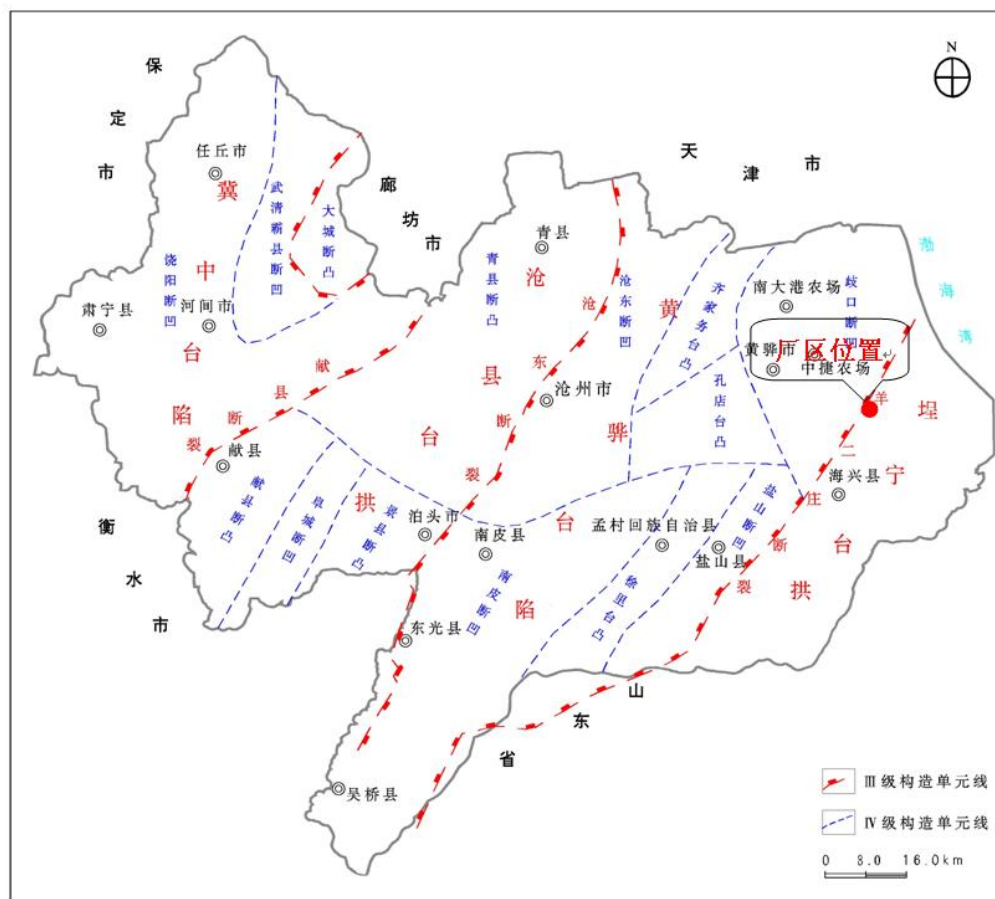 N
保定市
天津市
廊坊市
渤海湾
任丘市
冀中台陷
武清霸县断凹
大城断凸
饶阳断凹
肃宁县
河间市
青县
青县断凸
沧县台拱
沧东断裂
沧东断凹
黄骅台陷
卞家务台凸
南大港农场
歧口断凹
黄骅市
厂区位置
中捷农场
孔店台凸
沧州市
献县断裂
羊二庄断裂
埕宁台拱
海兴县
献县
献县断凸
阜城断凹
景县断凸
泊头市
南皮县
南皮断凹
孟村回族自治县
盐山断凹
盐山县
徐里台凸
衡水市
东光县
山东省
吴桥县
III级构造单元线
IV级构造单元线
0 8.0 16.0km